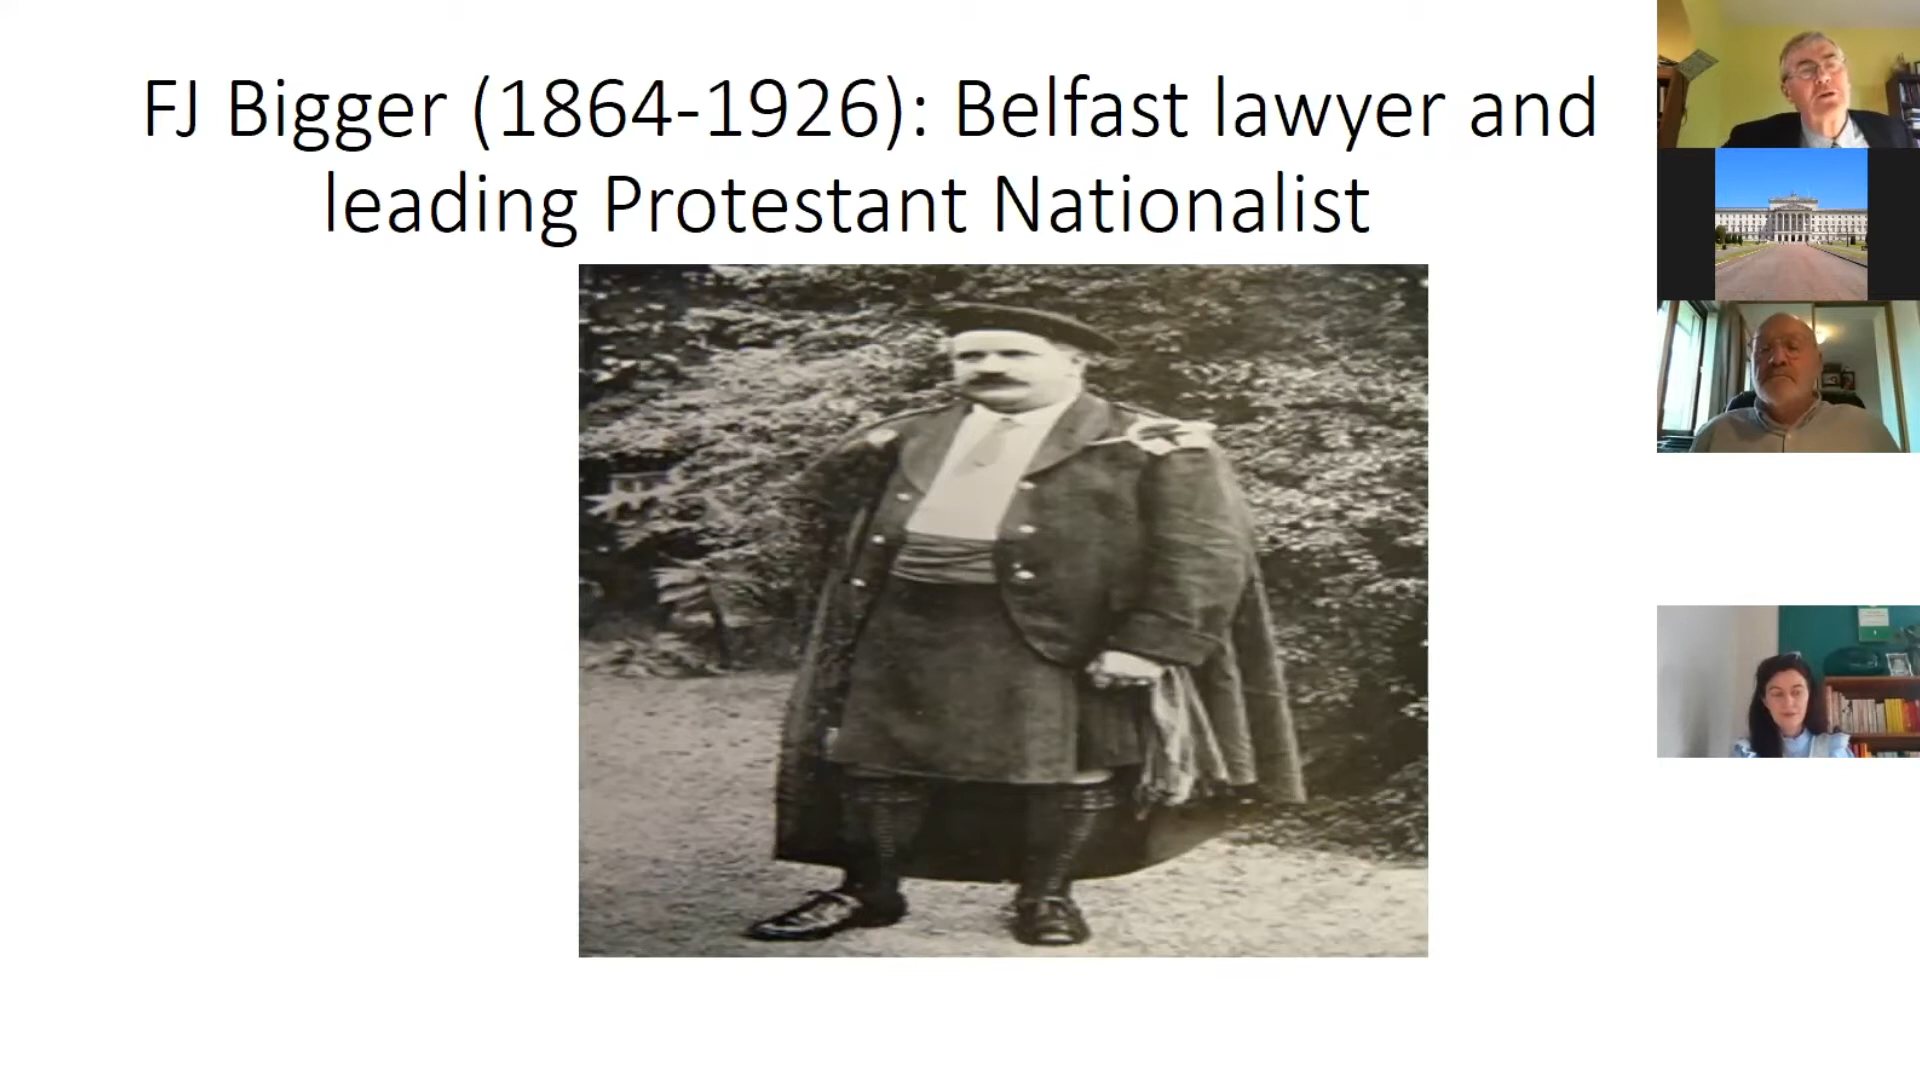 FJ Bigger (1864-1926): Belfast lawyer and
leading Protestant Nationalist